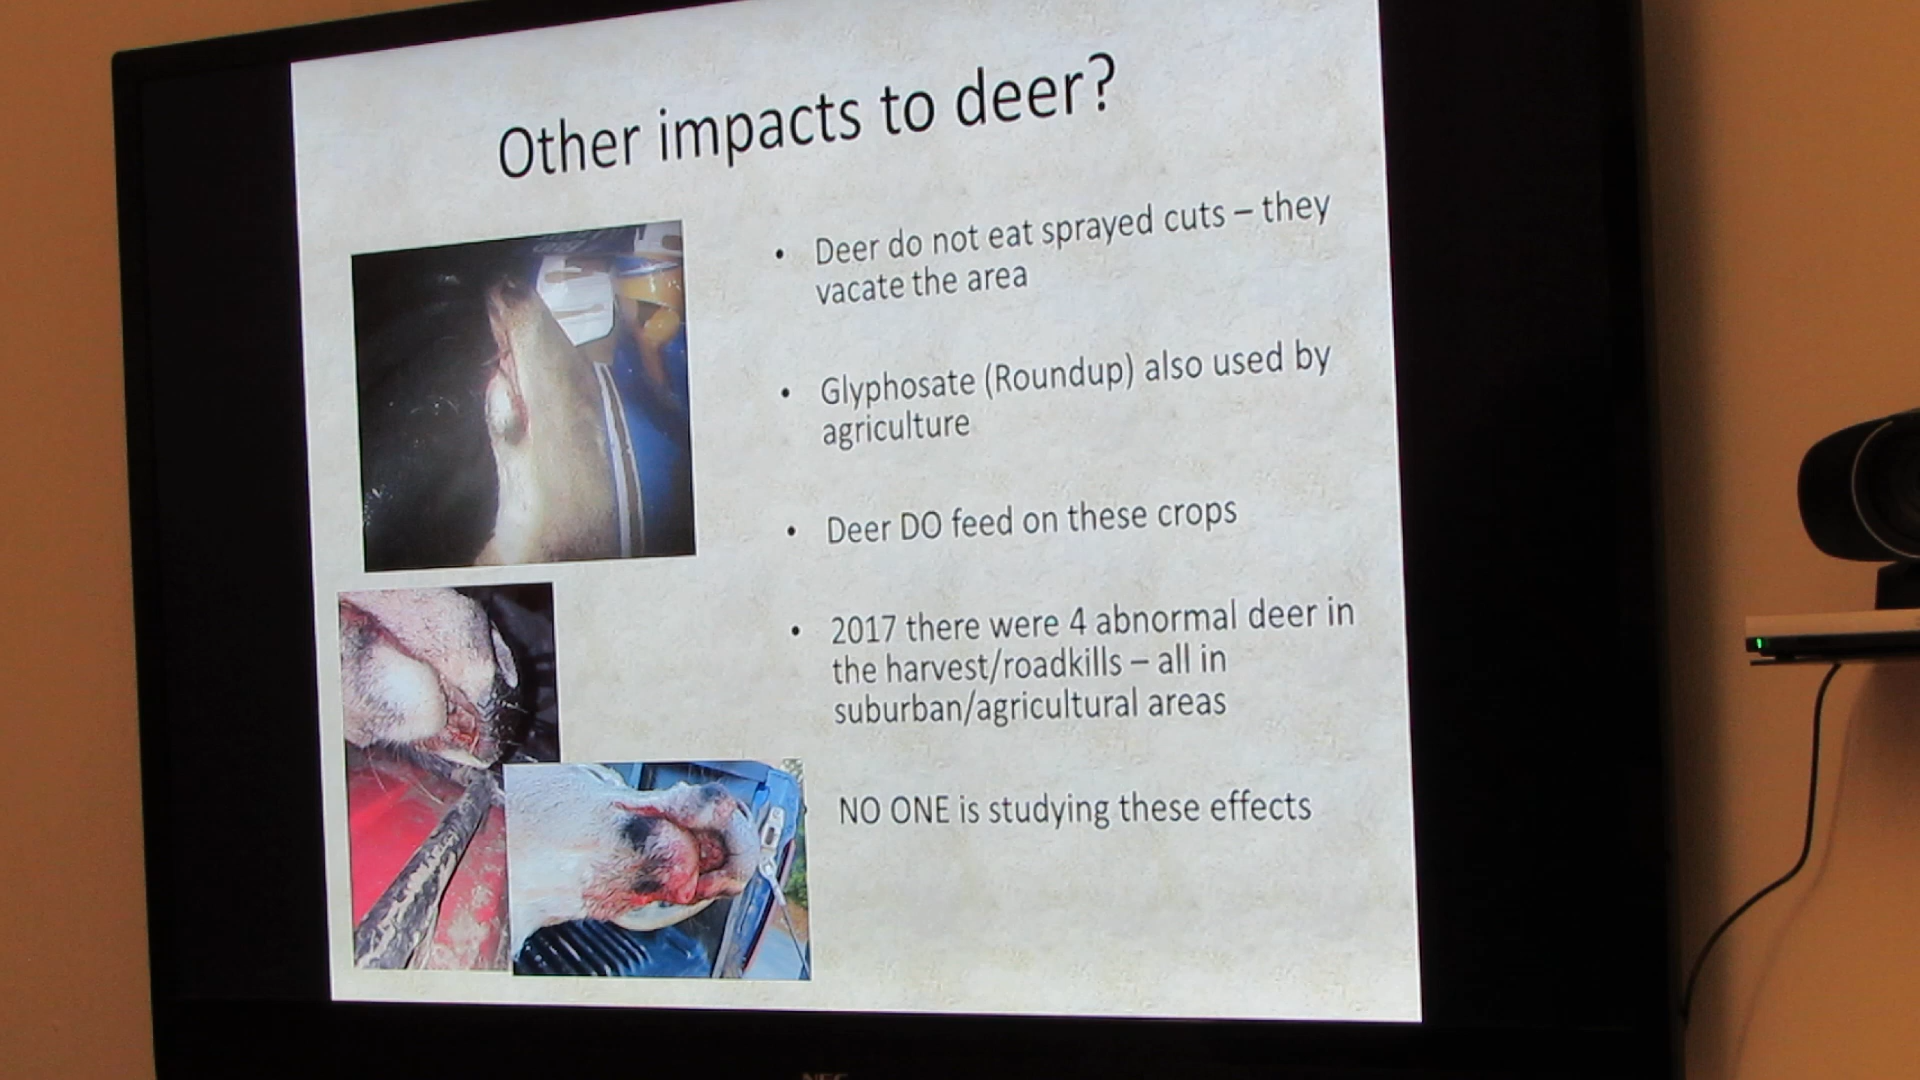 Other impacts to deer?
• Deer do not eat sprayed cuts – they
vacate the area
• Glyphosate (Roundup) also used by
agriculture
• Deer DO feed on these crops
• 2017 there were 4 abnormal deer in
the harvest/roadkills – all in
suburban/agricultural areas
NO ONE is studying these effects
NEC